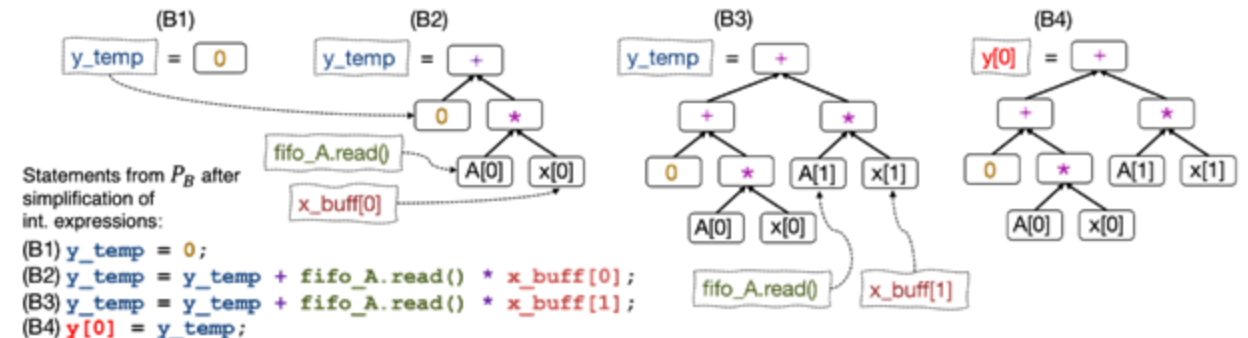 (B1) (B2) (B3) (B4)
y_temp = 0 y_temp = + y_temp = + y[0] = +
0 * + * + *
fifo_A.read() A[0] x[0] 0 * A[1] x[1] 0 * A[1] x[1]
x_buff[0] A[0] x[0] A[0] x[0]
fifo_A.read() x_buff[1]
Statements from P_B after
simplification of
int. expressions:
(B1) y_temp = 0;
(B2) y_temp = y_temp + fifo_A.read() * x_buff[0];
(B3) y_temp = y_temp + fifo_A.read() * x_buff[1];
(B4) y[0] = y_temp;